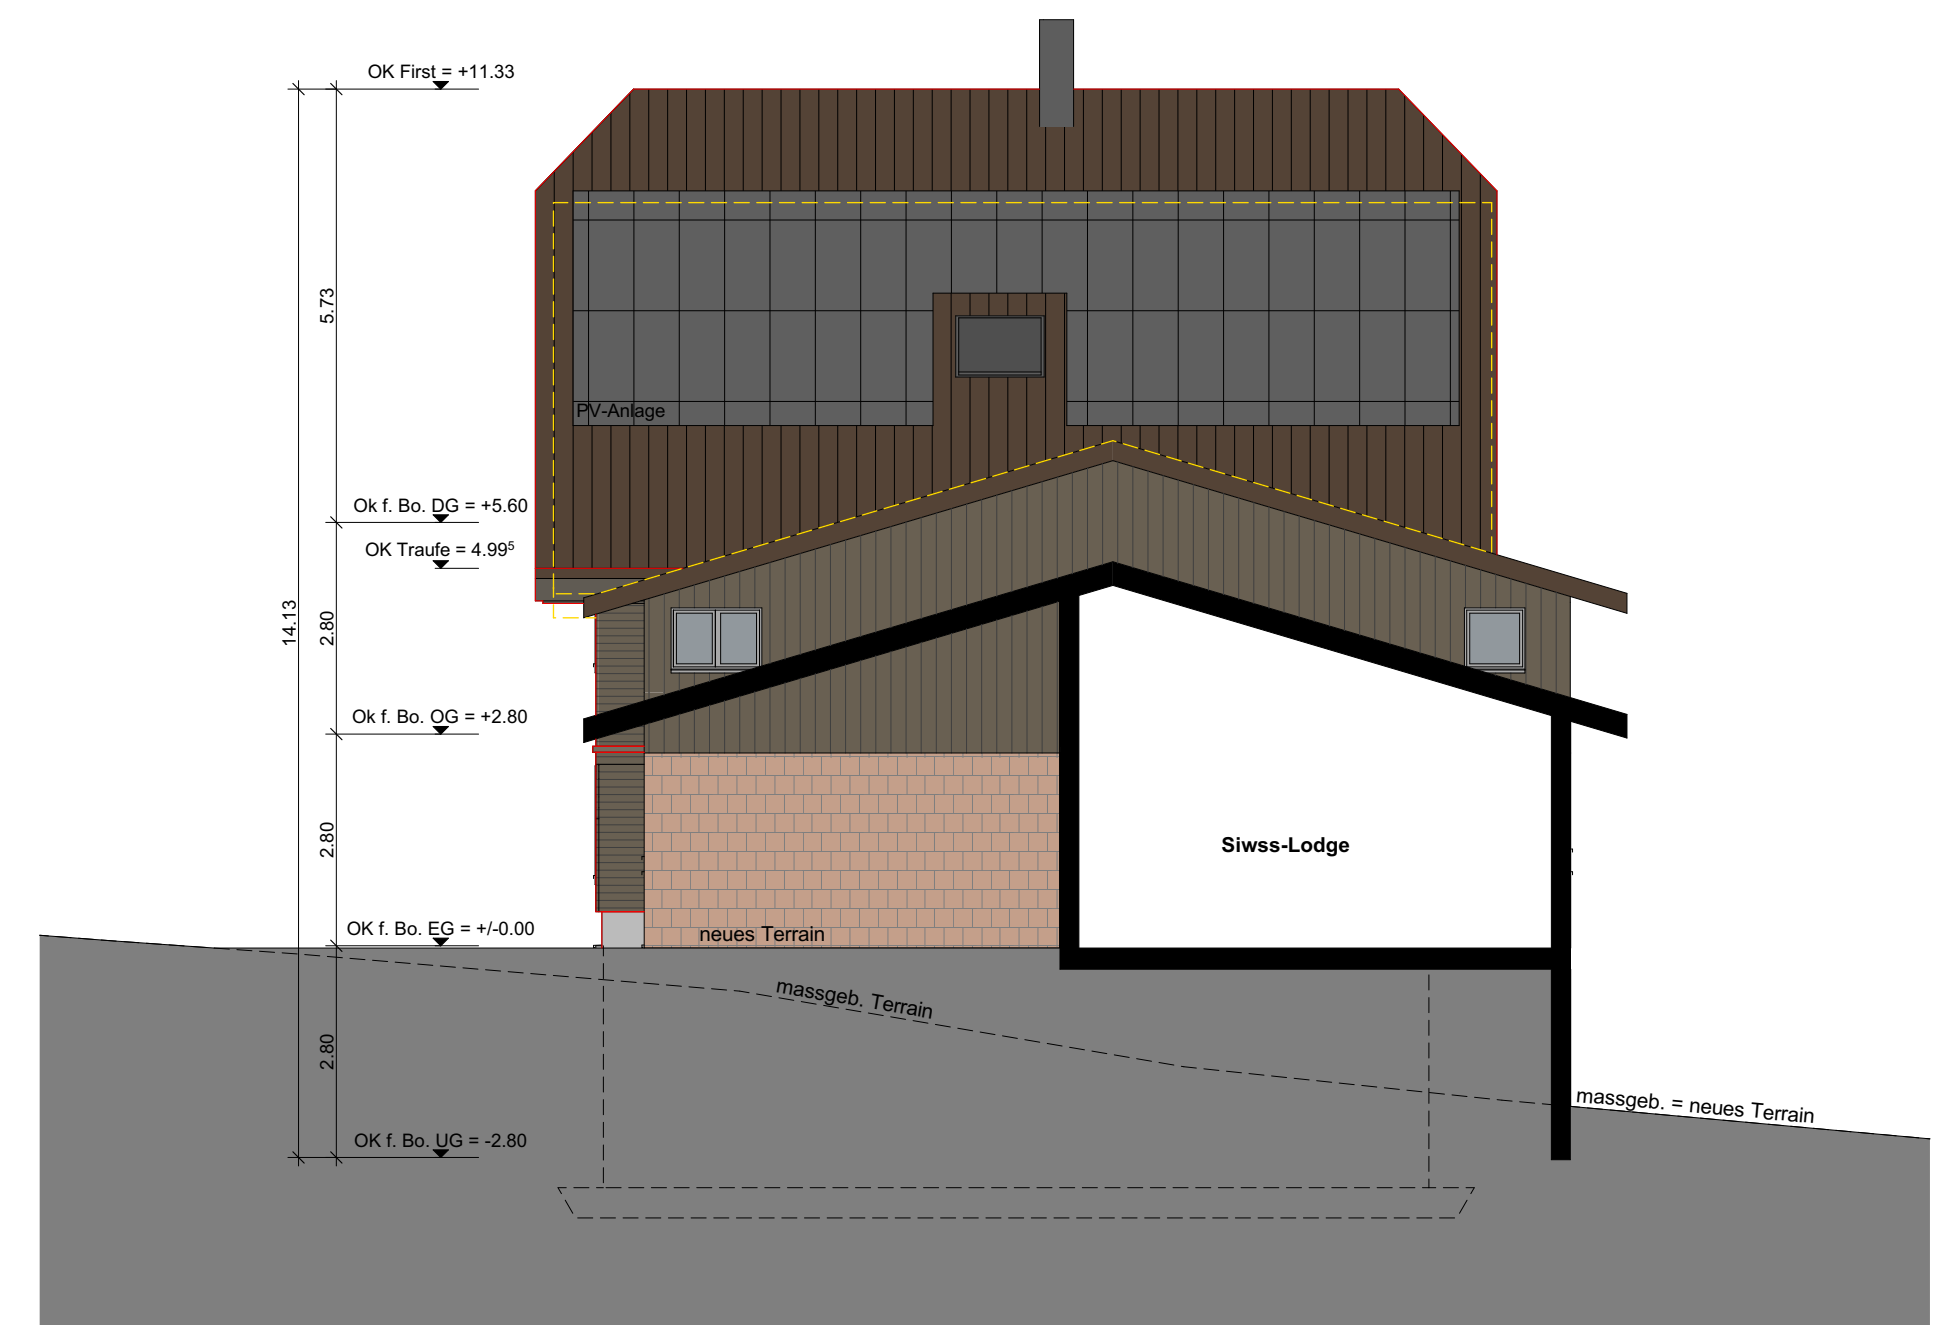 OK First = +11.33
5.73
PV-Anlage
Ok f. Bo. DG = +5.60
OK Traufe = 4.99⁵
14.13
2.80
Ok f. Bo. OG = +2.80
2.80
Siwss-Lodge
OK f. Bo. EG = +/-0.00
neues Terrain
massgeb. Terrain
2.80
massgeb. = neues Terrain
OK f. Bo. UG = -2.80